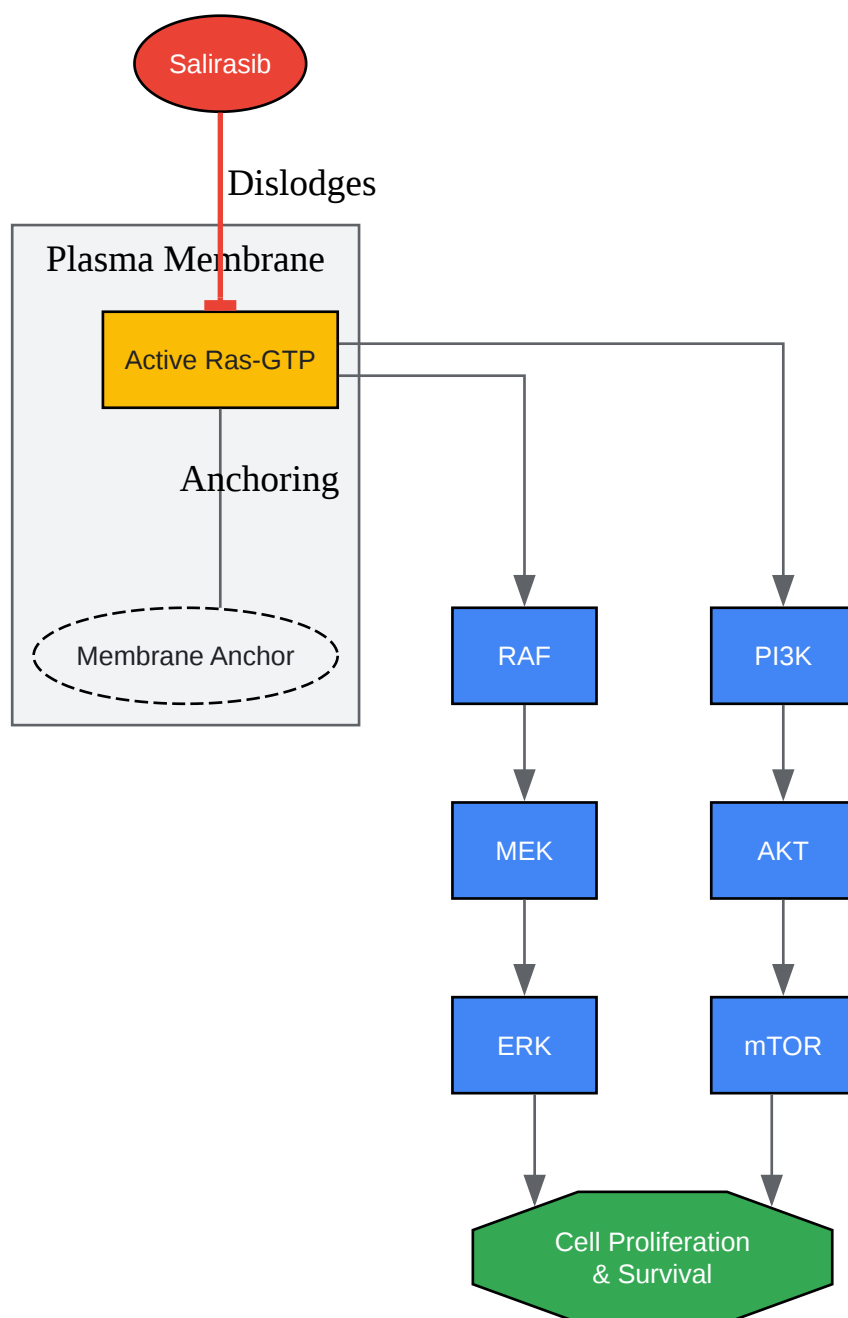 Salirasib
Dislodges
Plasma Membrane
Active Ras-GTP
Anchoring
Membrane Anchor
RAF
PI3K
MEK
AKT
ERK
mTOR
Cell Proliferation
& Survival